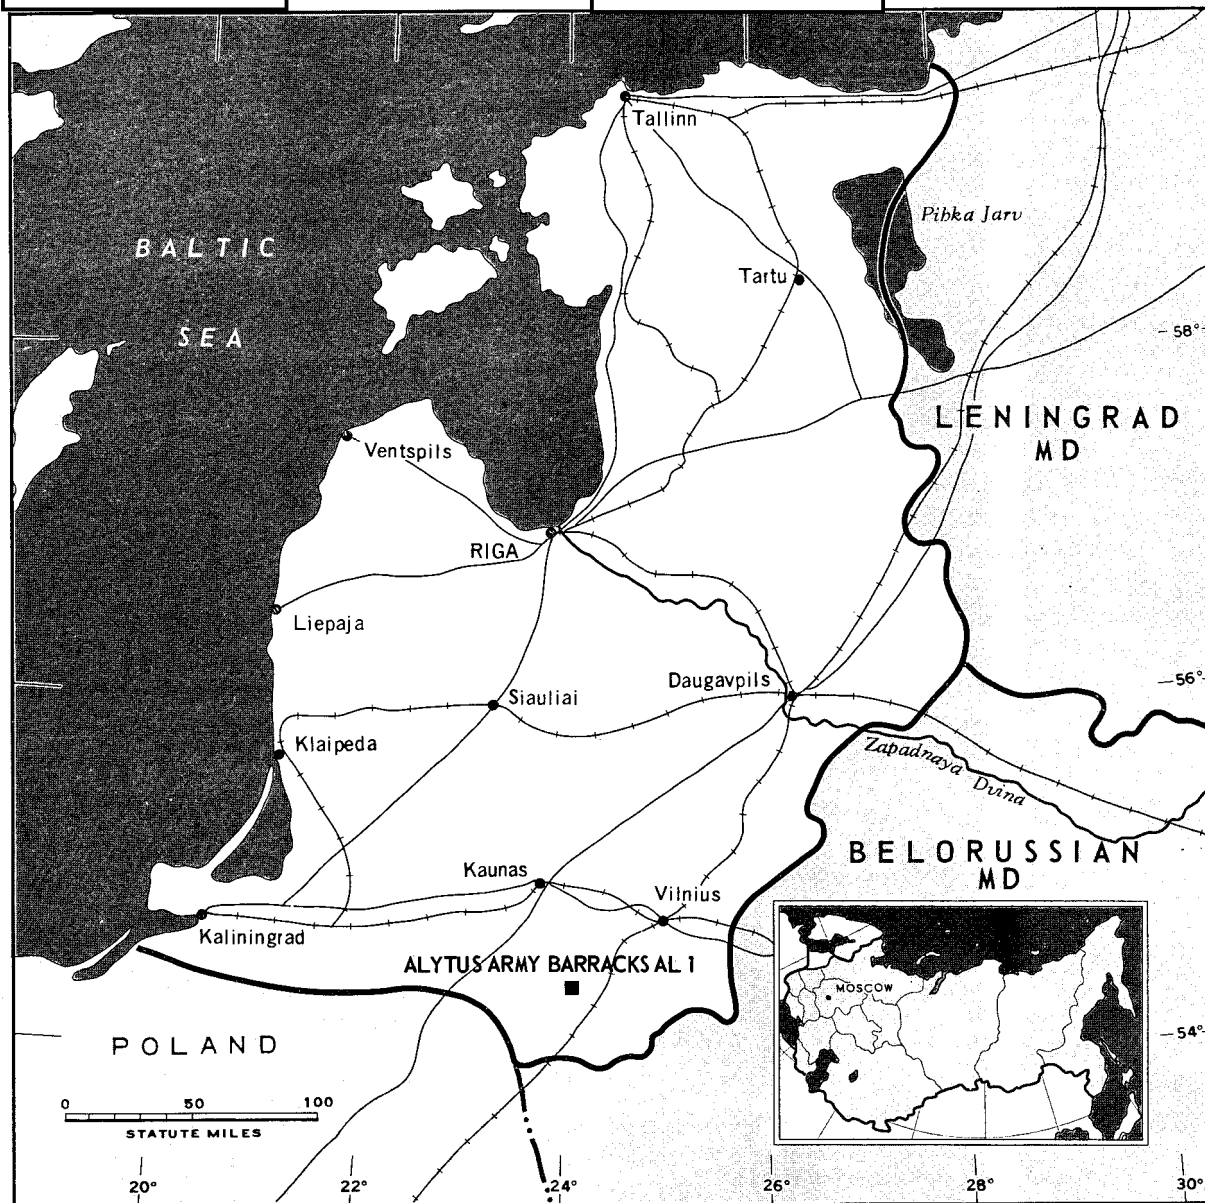 Tallinn
Pihka Jarv
BALTIC
SEA
Tartu
58°
LENINGRAD
MD
Ventspils
RIGA
Liepaja
Daugavpils
56°
Siauliai
Klaipeda
Zapadnaya Dvina
BELORUSSIAN
MD
Kaunas
Vilnius
Kaliningrad
ALYTUS ARMY BARRACKS AL 1
MOSCOW
54°
POLAND
0 50 100
STATUTE MILES
20° 22° 24° 26° 28° 30°